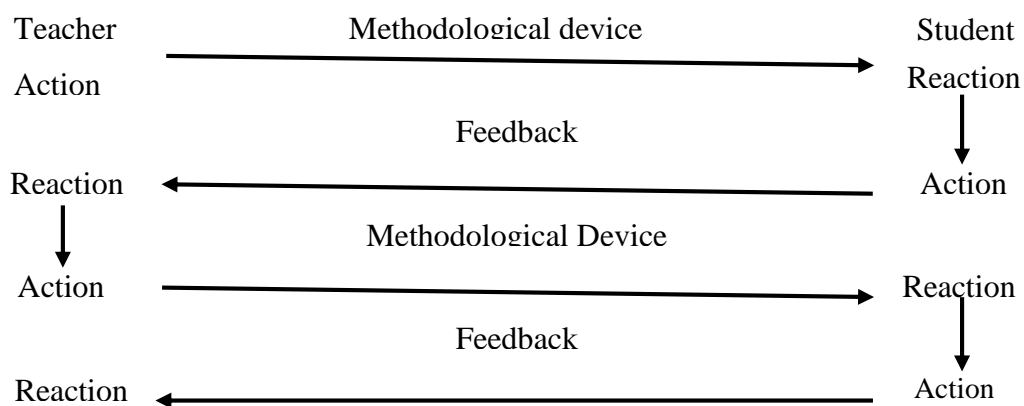 Teacher Methodological device Student
Action Reaction
Feedback
Reaction Action
Methodological Device
Action Reaction
Feedback
Reaction Action